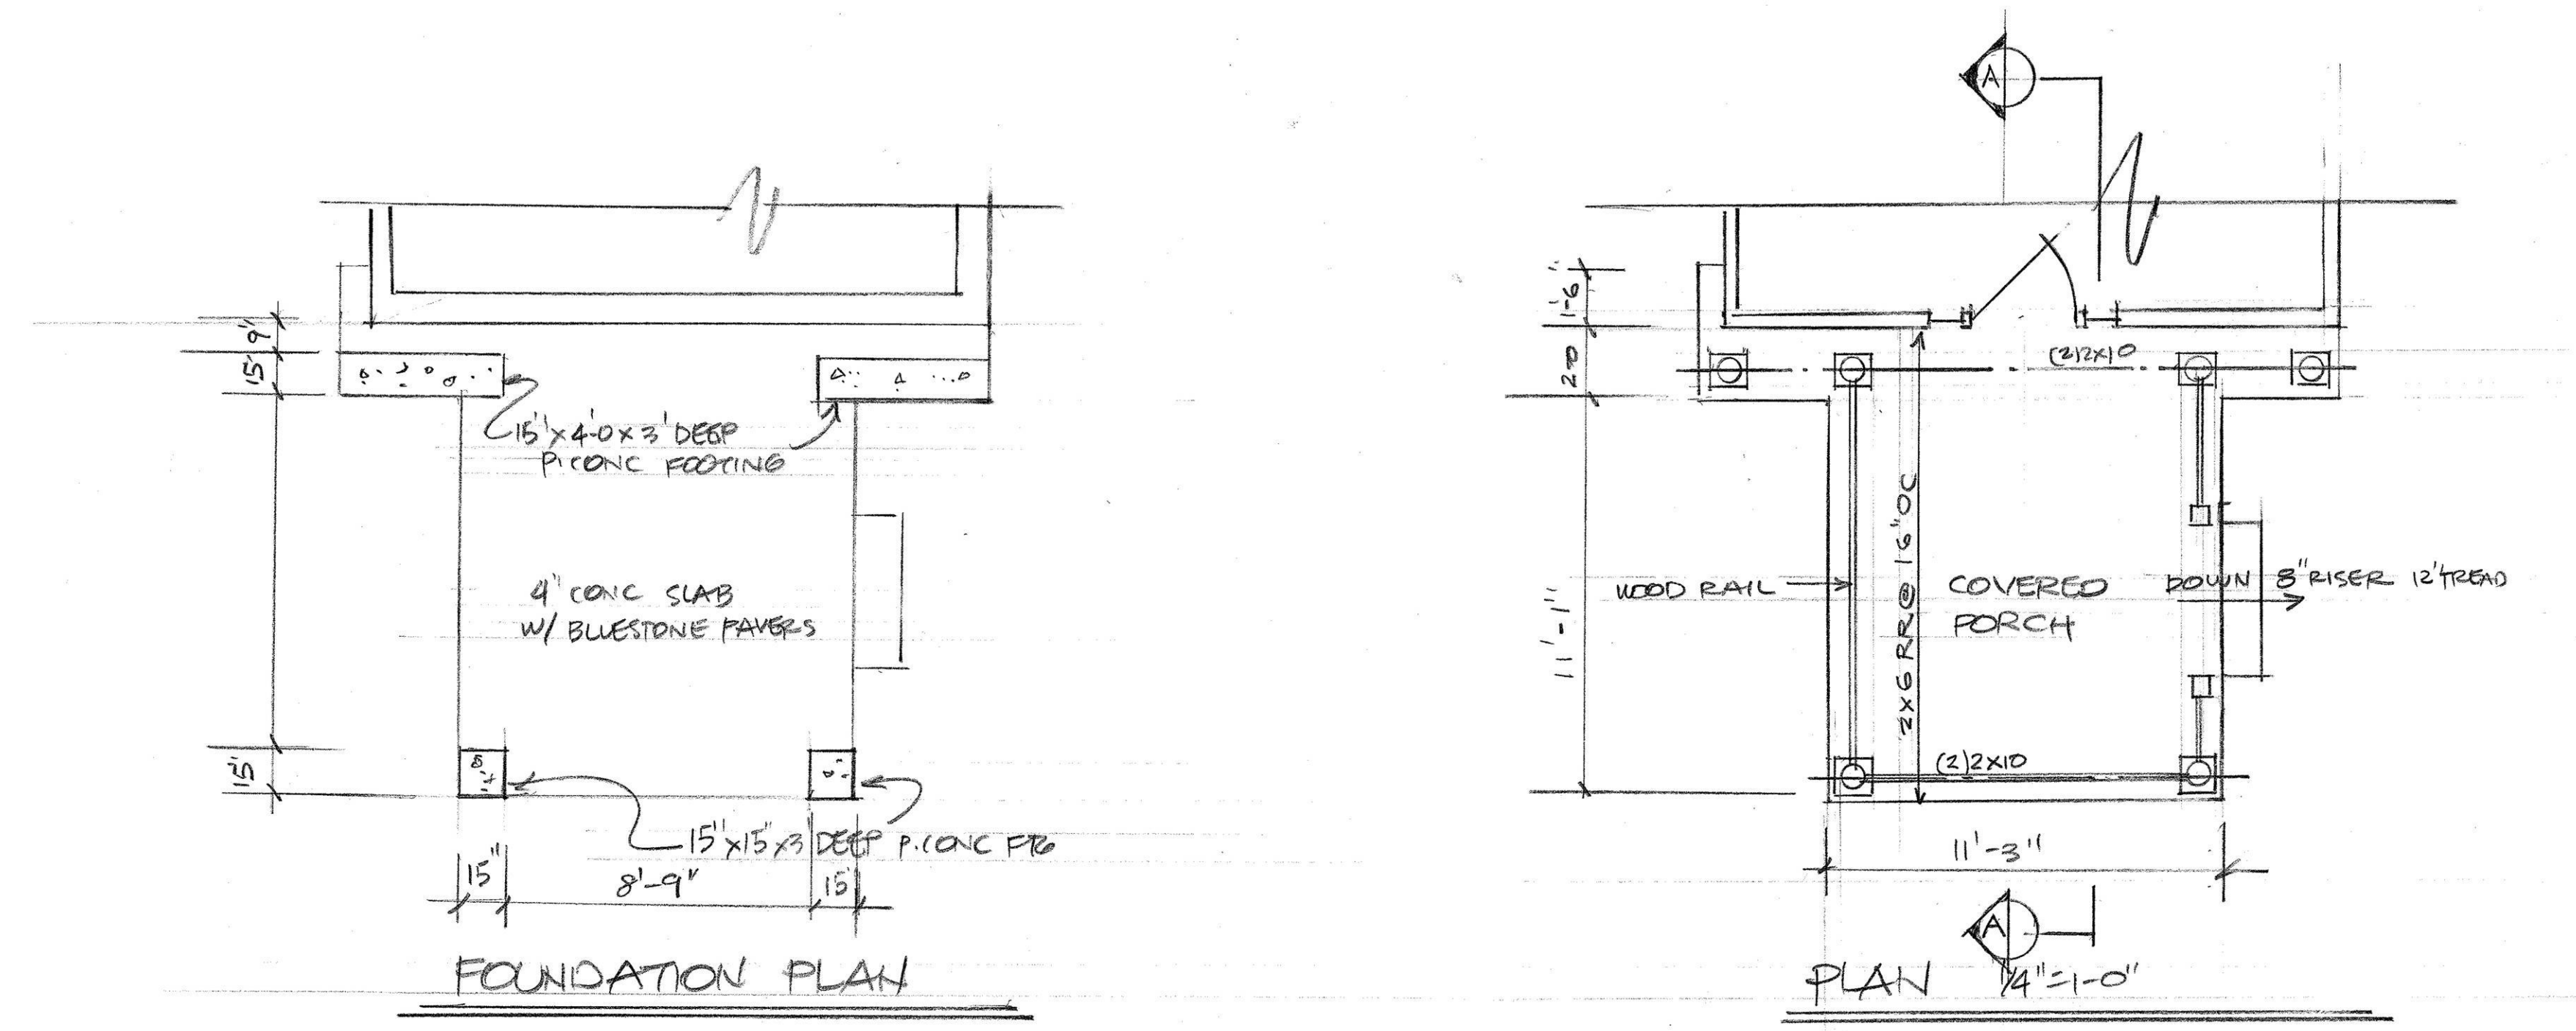 9"
15"
15'x4'-0x3' DEEP
P.CONC FOOTING
4" CONC SLAB
W/ BLUESTONE PAVERS
15"
15"x15"x3' DEEP P.CONC FTG
15"
8'-9"
15"
FOUNDATION PLAN
A
1'-6"
2-0
(2)2x10
11'-1"
WOOD RAIL
2x6 RR@ 16"OC
COVERED
PORCH
DOWN 8"RISER 12"TREAD
(2)2x10
11'-3"
A
PLAN 1/4"=1-0"